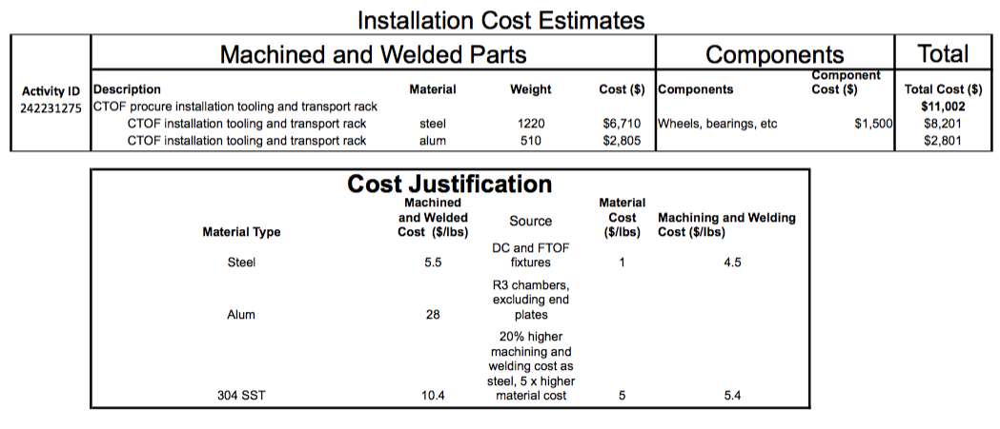 Installation Cost Estimates
Machined and Welded Parts Components Total
Activity ID Description Material Weight Cost ($) Components Component Cost ($) Total Cost ($)
242231275 CTOF procure installation tooling and transport rack $11,002
CTOF installation tooling and transport rack steel 1220 $6,710 Wheels, bearings, etc $1,500 $8,201
CTOF installation tooling and transport rack alum 510 $2,805 $2,801
Cost Justification
Material Type Machined and Welded Cost ($/lbs) Source Material Cost ($/lbs) Machining and Welding Cost ($/lbs)
Steel 5.5 DC and FTOF fixtures 1 4.5
Alum 28 R3 chambers, excluding end plates
304 SST 10.4 20% higher machining and welding cost as steel, 5 x higher material cost 5 5.4